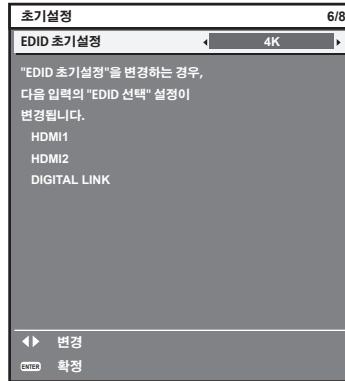 초기설정 6/8
EDID 초기설정 4K
"EDID 초기설정"을 변경하는 경우,
다음 입력의 "EDID 선택" 설정이
변경됩니다.
HDMI1
HDMI2
DIGITAL LINK
변경
ENTER 확정